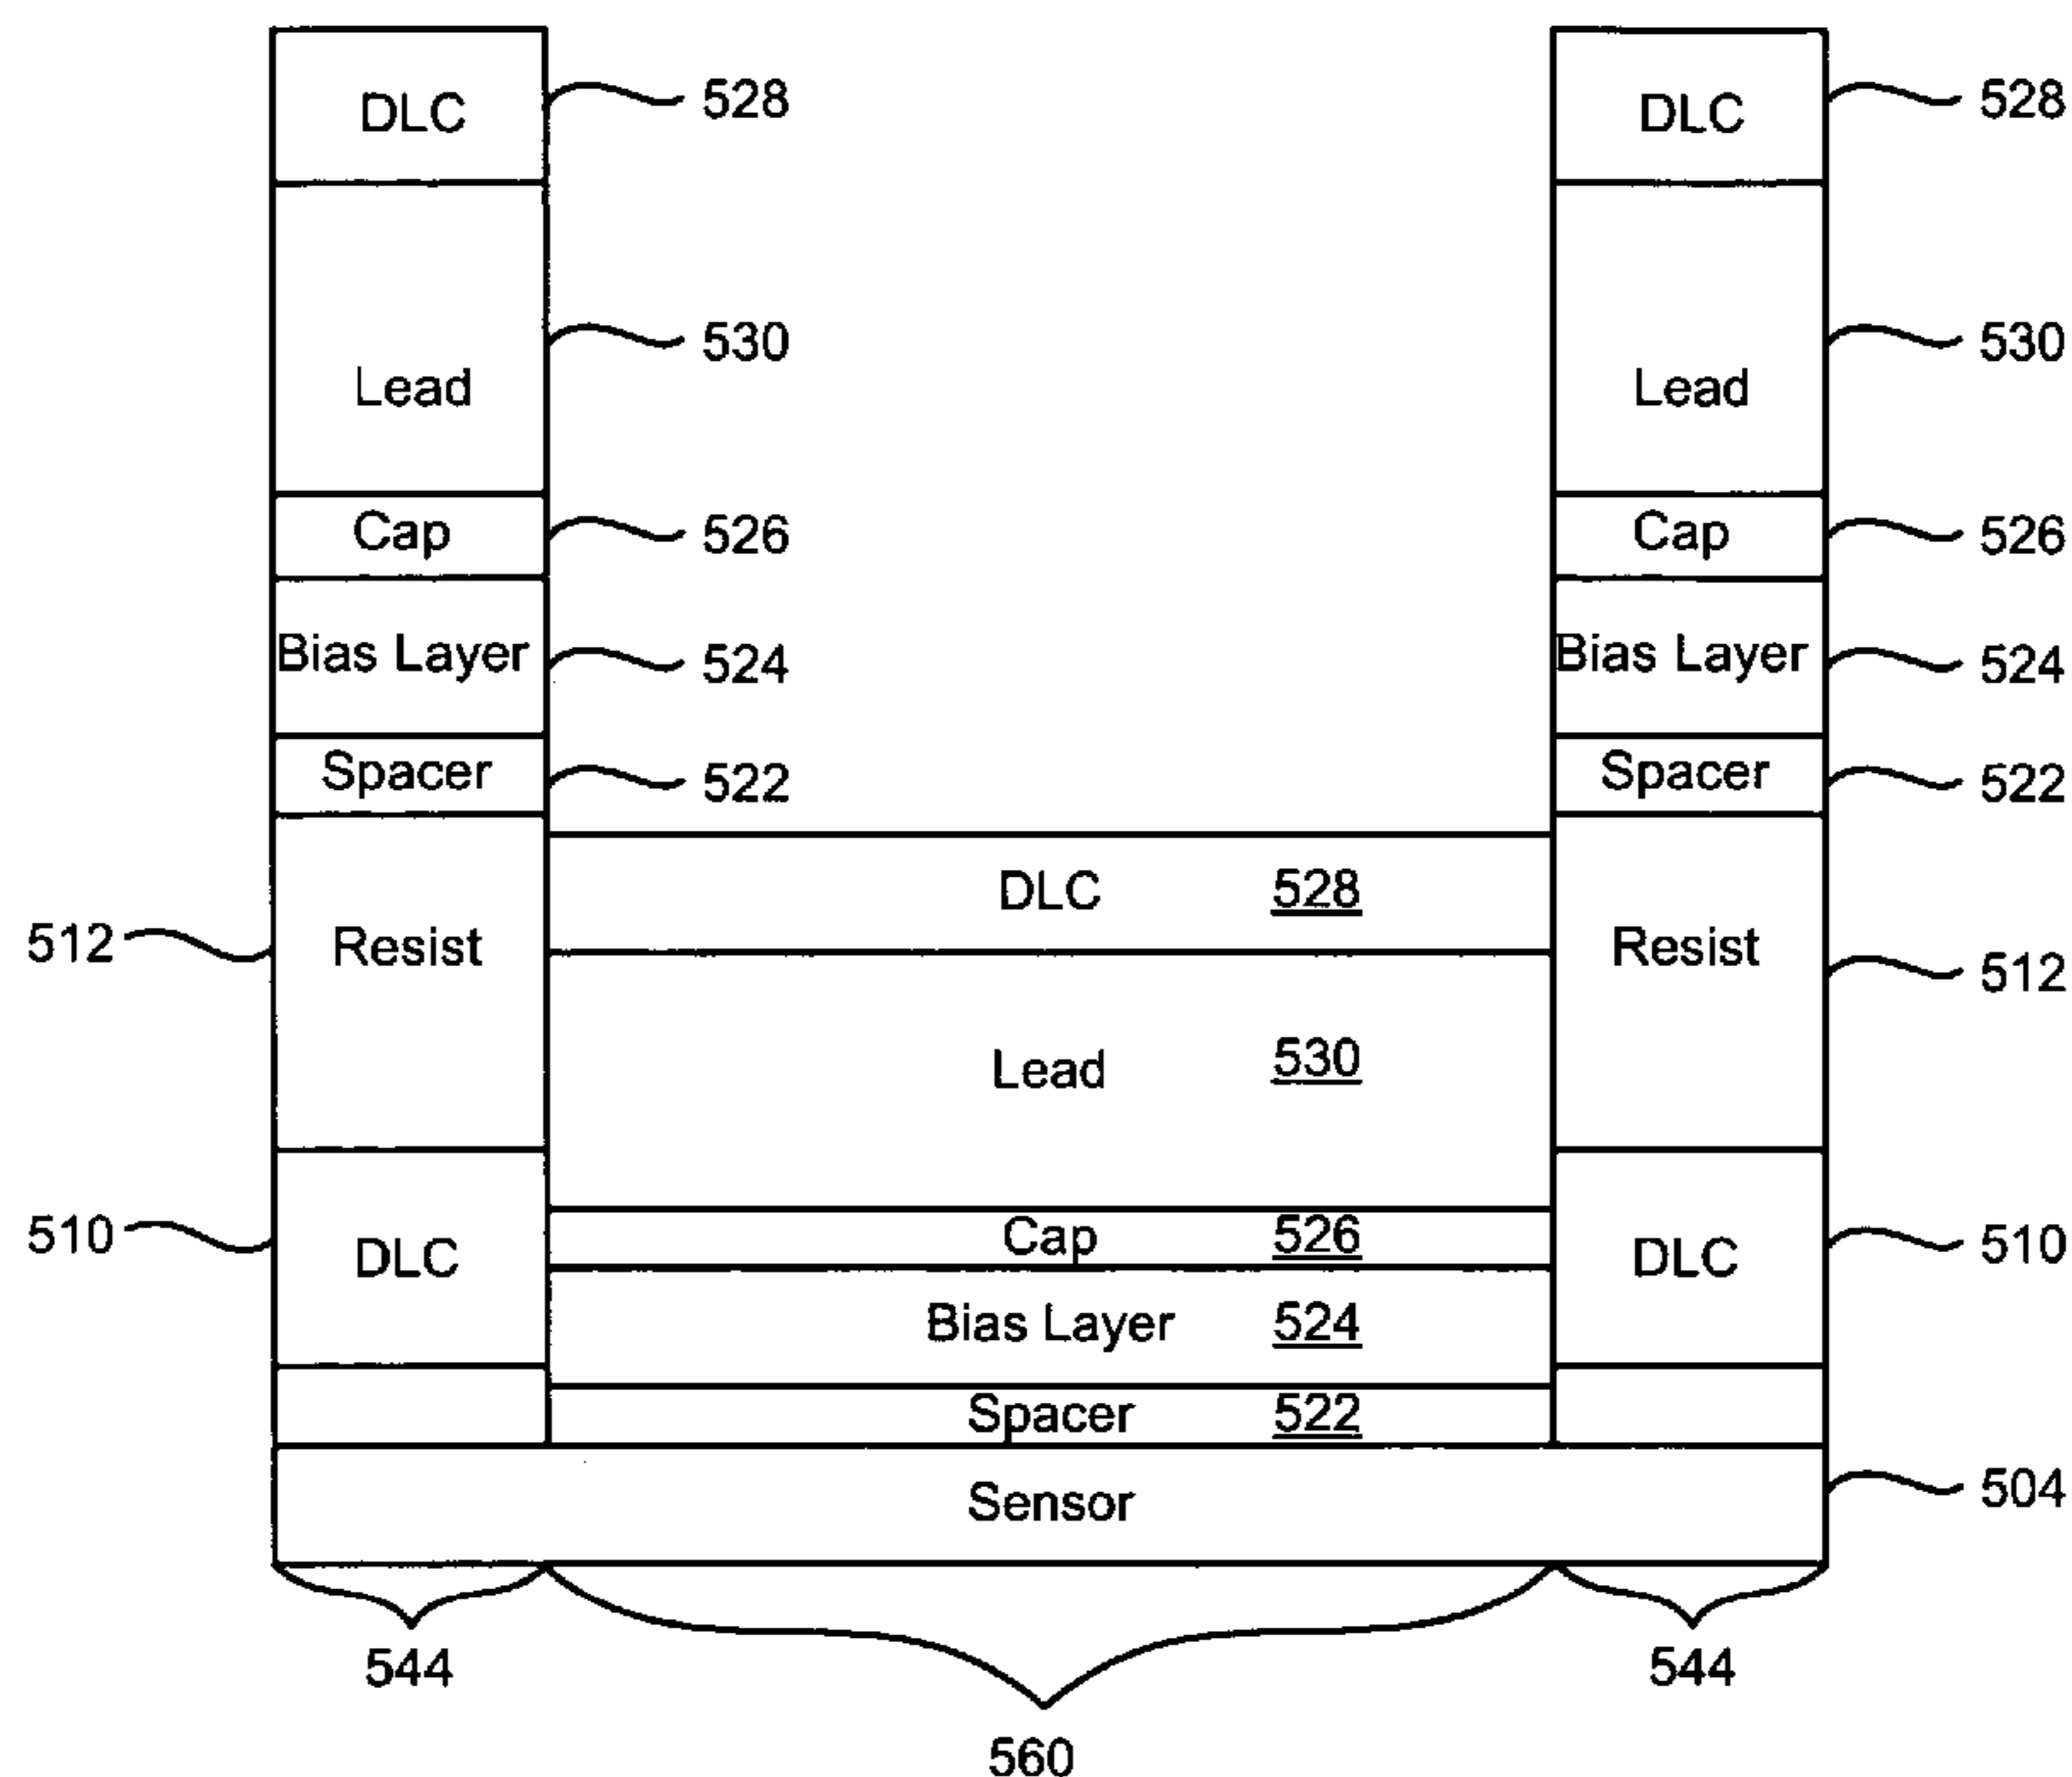 DLC 528 DLC 528
530 530
Lead Lead
Cap 526 Cap 526
Bias Layer 524 Bias Layer 524
Spacer 522 Spacer 522
DLC 528
512 Resist Resist 512
Lead 530
510 DLC Cap 526 DLC 510
Bias Layer 524
Spacer 522
Sensor 504
544 544
560